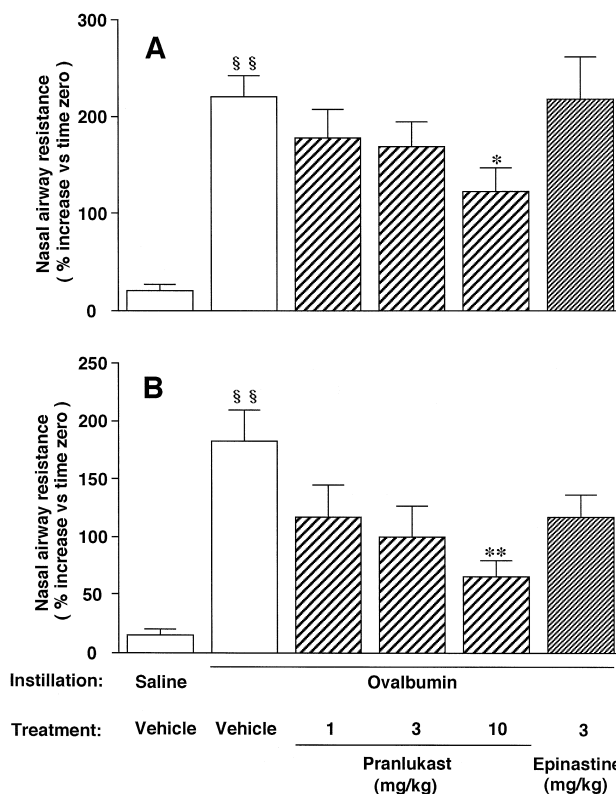 A
Nasal airway resistance
( % increase vs time zero )
300
200
100
0
§ §
*
B
Nasal airway resistance
( % increase vs time zero )
250
200
150
100
50
0
§ §
**
Instillation: Saline Ovalbumin
Treatment: Vehicle Vehicle 1 3 10 3
Pranlukast Epinastine
(mg/kg) (mg/kg)